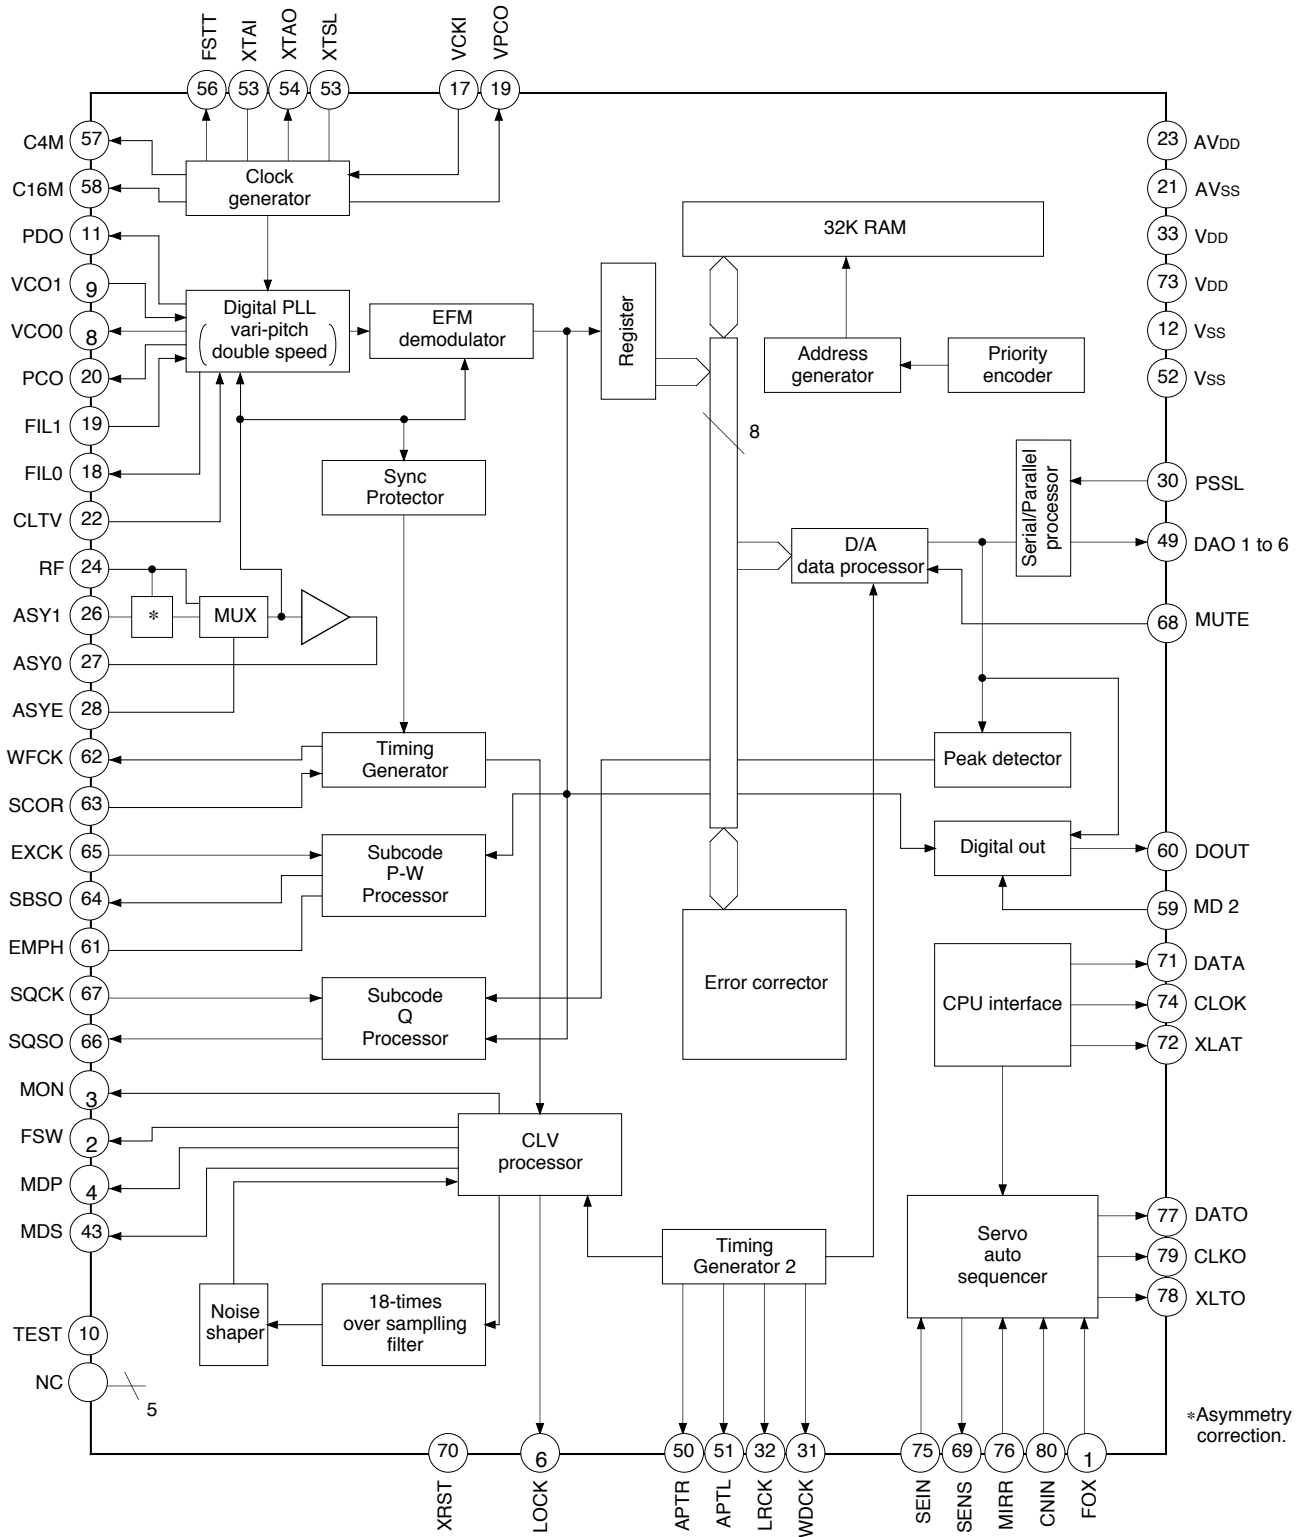 FSTT
XTAI
XTAO
XTSL
VCKI
VPCO
56
53
54
53
17
19
C4M 57
C16M 58
PDO 11
VCO1 9
VCO0 8
PCO 20
FIL1 19
FIL0 18
CLTV 22
RF 24
ASY1 26
ASY0 27
ASYE 28
WFCK 62
SCOR 63
EXCK 65
SBSO 64
EMPH 61
SQCK 67
SQSO 66
MON 3
FSW 2
MDP 4
MDS 43
TEST 10
NC
5
Clock
generator
Digital PLL
vari-pitch
double speed
EFM
demodulator
Register
32K RAM
Address
generator
Priority
encoder
8
Sync
Protector
*
MUX
D/A
data processor
Serial/Parallel
processor
Timing
Generator
Peak detector
Subcode
P-W
Processor
Digital out
Subcode
Q
Processor
Error corrector
CPU interface
CLV
processor
Timing
Generator 2
Servo
auto
sequencer
Noise
shaper
18-times
over samplling
filter
23 AVDD
21 AVSS
33 VDD
73 VDD
12 VSS
52 VSS
30 PSSL
49 DAO 1 to 6
68 MUTE
60 DOUT
59 MD 2
71 DATA
74 CLOK
72 XLAT
77 DATO
79 CLKO
78 XLTO
*Asymmetry
correction.
70
6
50
51
32
31
75
69
76
80
1
XRST
LOCK
APTR
APTL
LRCK
WDCK
SEIN
SENS
MIRR
CNIN
FOX